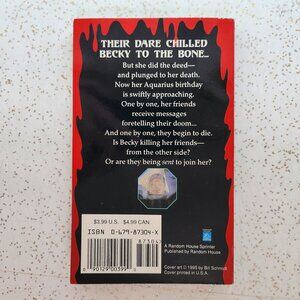 THEIR DARE CHILLED
BECKY TO THE BONE...
But she did the deed—
and plunged to her death.
Now her Aquarius birthday
is swiftly approaching.
One by one, her friends
receive messages
foretelling their doom...
And one by one, they begin to die.
Is Becky killing her friends—
from the other side?
Or are they being sent to join her?
$3.99 U.S. $4.99 CAN
ISBN 0-679-87304-X
87304
A Random House Sprinter
Published by Random House
Cover art © 1995 by Bill Schmidt
Cover printed in U.S.A.